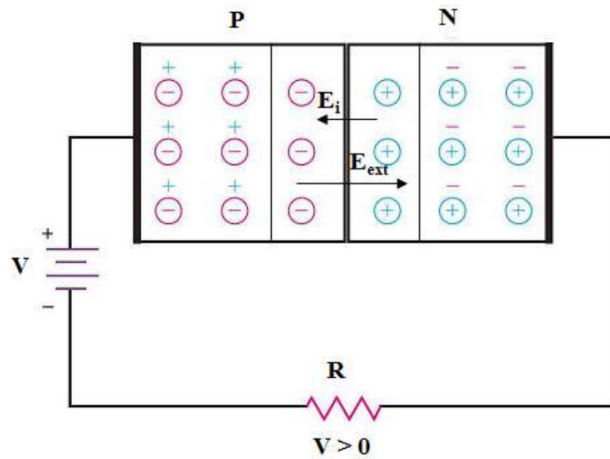 P N
+ + − −
− − − + + +
E_i
+ + − −
− − − + + +
E_ext
+ + − −
− − − + + +
+
V
−
R
V > 0